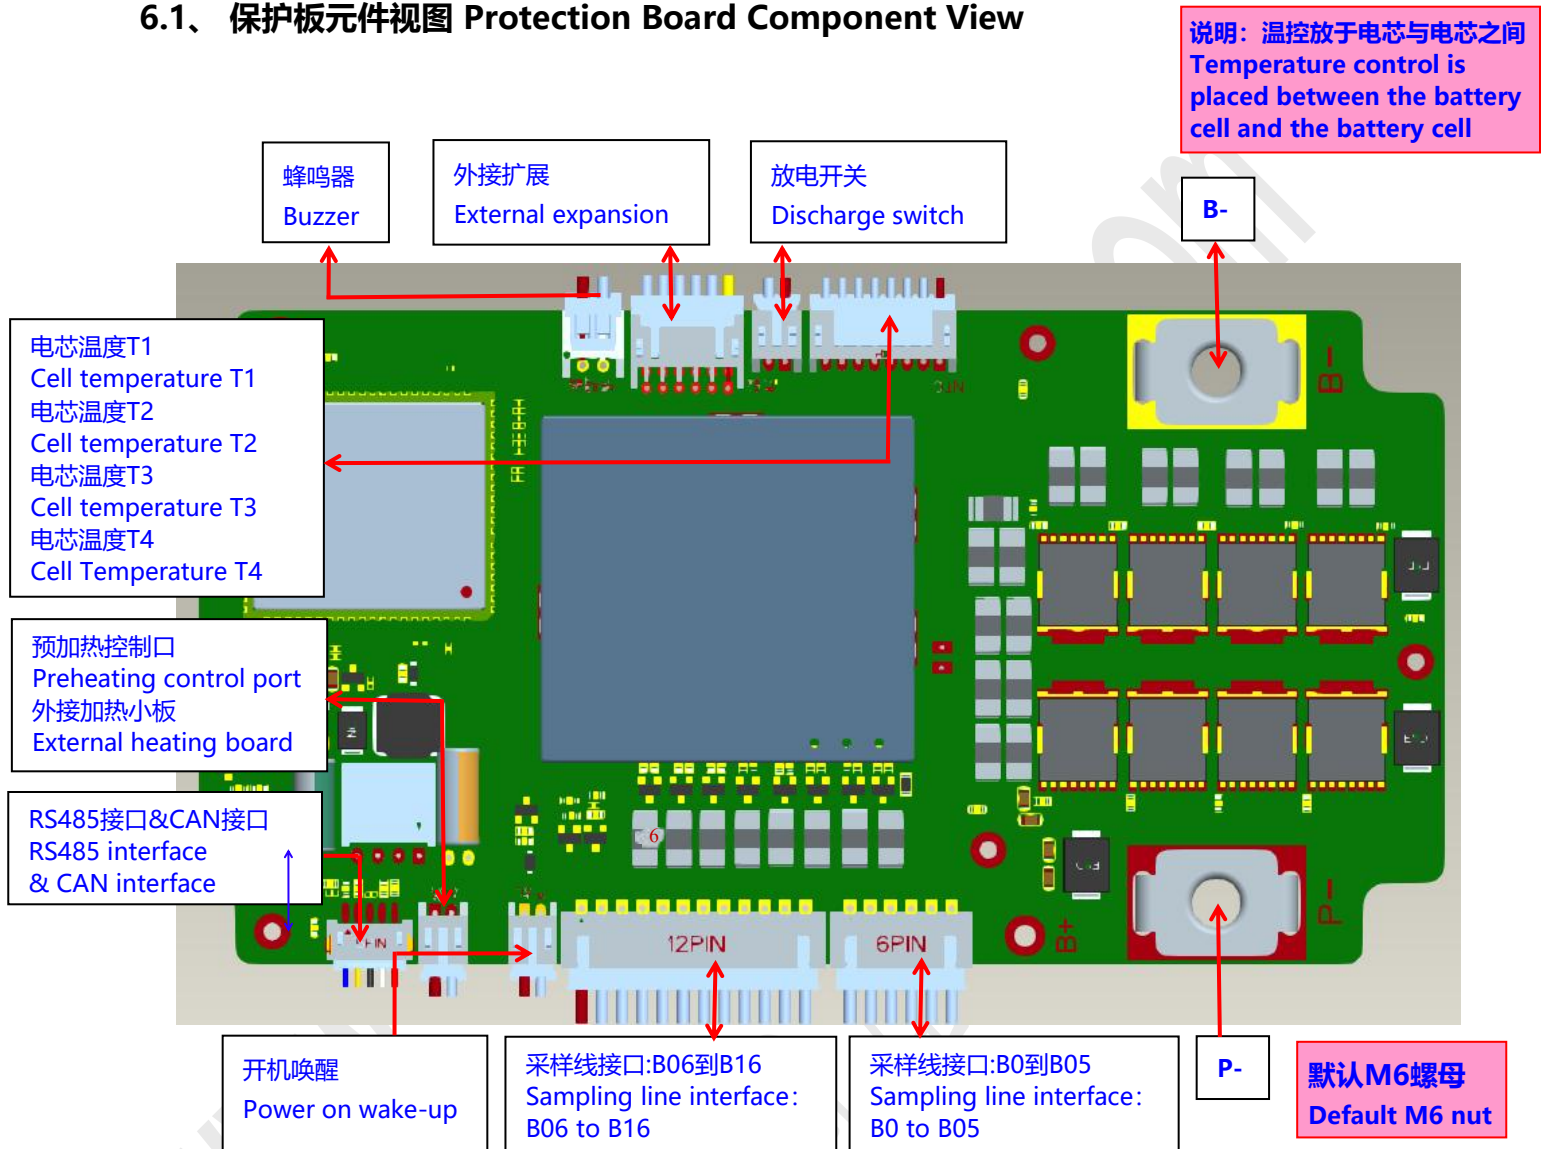 6.1、 保护板元件视图 Protection Board Component View
说明：温控放于电芯与电芯之间
Temperature control is
placed between the battery
cell and the battery cell
蜂鸣器
Buzzer
外接扩展
External expansion
放电开关
Discharge switch
B-
电芯温度T1
Cell temperature T1
电芯温度T2
Cell temperature T2
电芯温度T3
Cell temperature T3
电芯温度T4
Cell Temperature T4
NTC
B-
预加热控制口
Preheating control port
外接加热小板
External heating board
RS485接口&CAN接口
RS485 interface
& CAN interface
6
12PIN
6PIN
B+
P-
开机唤醒
Power on wake-up
采样线接口:B06到B16
Sampling line interface：
B06 to B16
采样线接口:B0到B05
Sampling line interface：
B0 to B05
P-
默认M6螺母
Default M6 nut